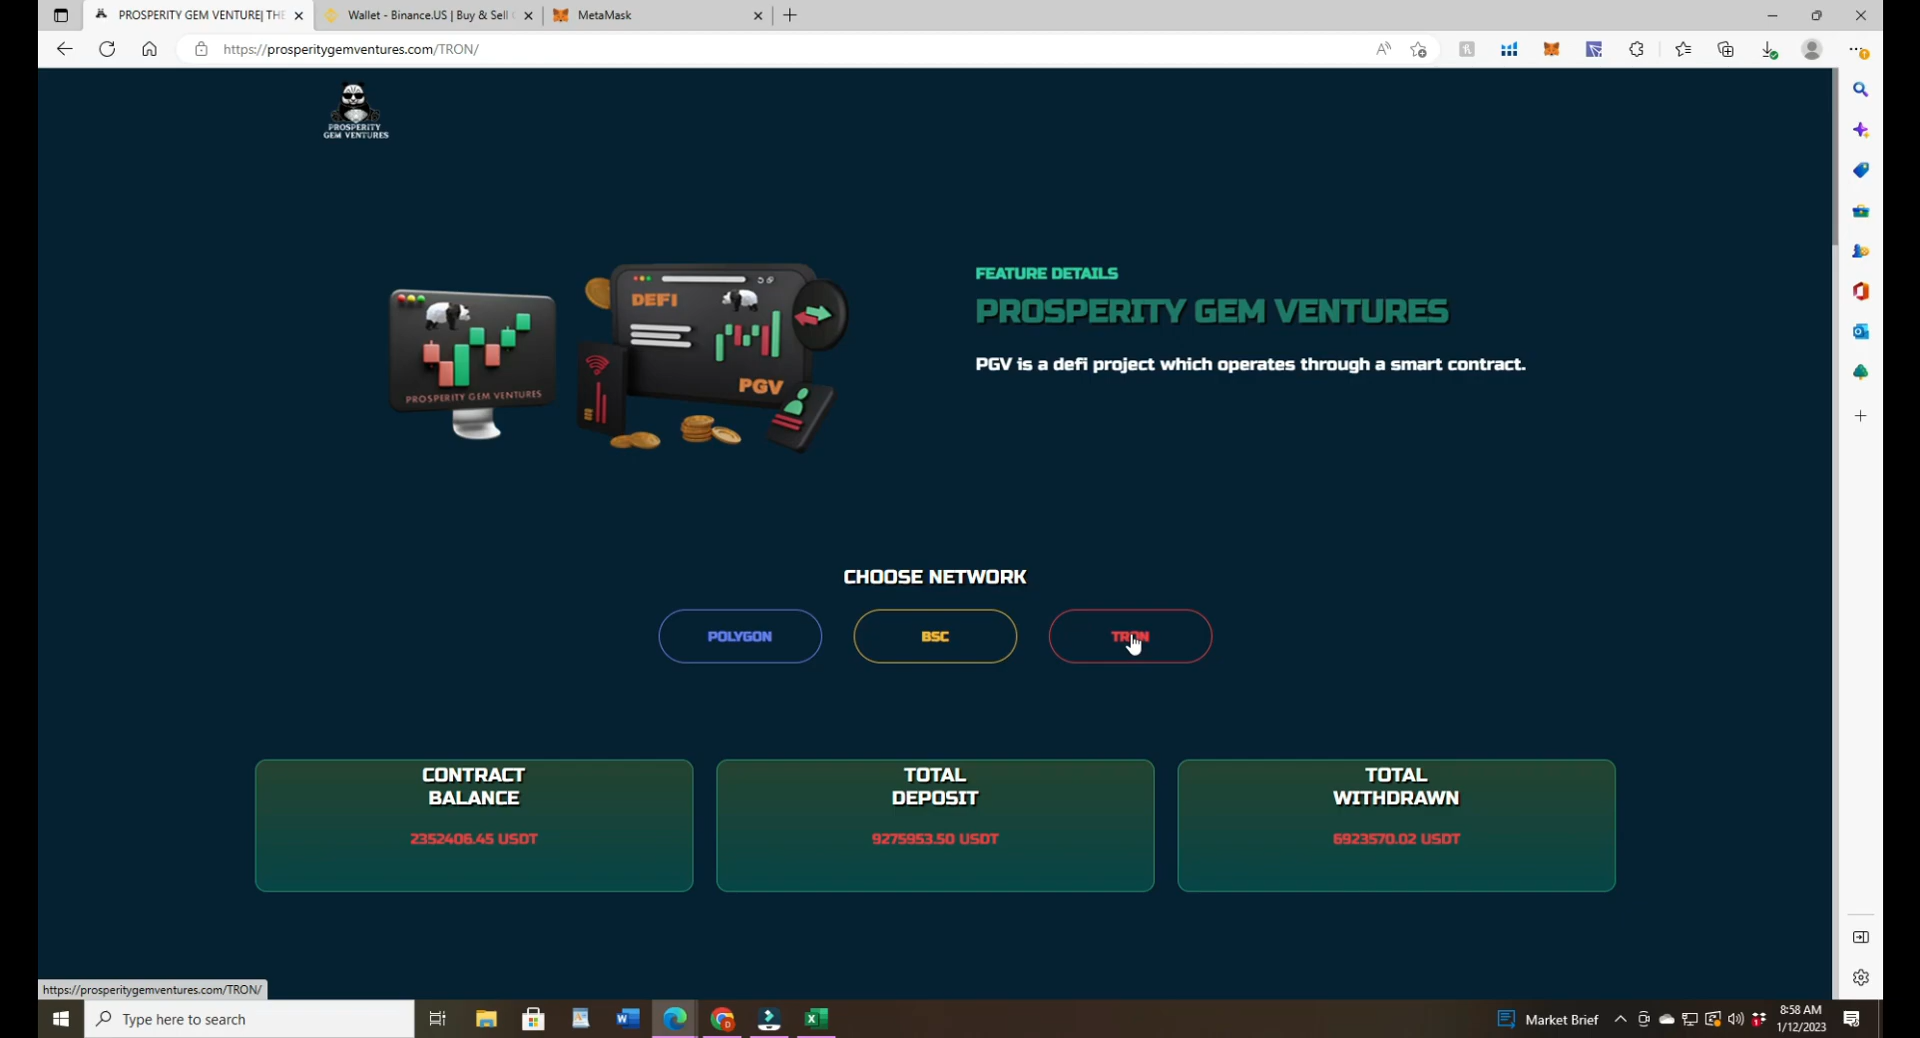 PROSPERITY GEM VENTURE| THE
Wallet - Binance.US | Buy & Sell
MetaMask
https://prosperitygemventures.com/TRON/
PROSPERITY
GEM VENTURES
DEFI
PGV
PROSPERITY GEM VENTURES
FEATURE DETAILS
PROSPERITY GEM VENTURES
PGV is a defi project which operates through a smart contract.
CHOOSE NETWORK
POLYGON
BSC
TRON
CONTRACT
BALANCE
2352406.45 USDT
TOTAL
DEPOSIT
9275953.50 USDT
TOTAL
WITHDRAWN
6923570.02 USDT
https://prosperitygemventures.com/TRON/
Type here to search
Market Brief
8:58 AM
1/12/2023